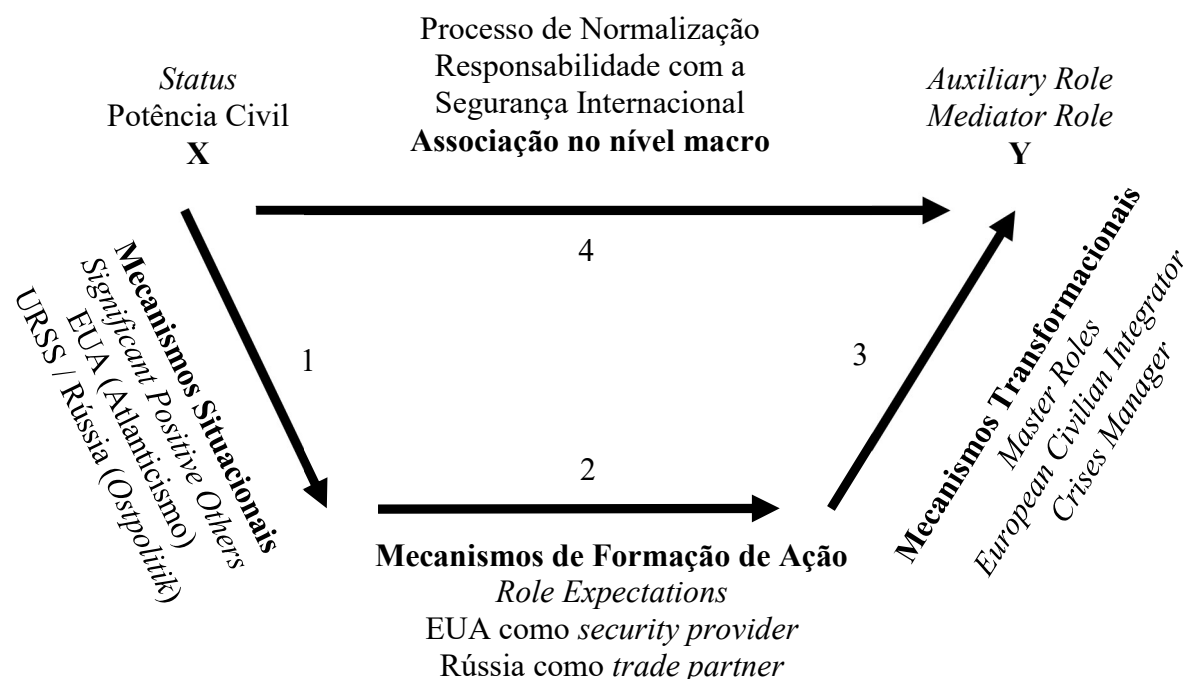 Processo de Normalização
Responsabilidade com a
Segurança Internacional
Associação no nível macro
Status
Potência Civil
X
Auxiliary Role
Mediator Role
Y
4
Mecanismos Situacionais
Significant Positive Others
EUA (Atlanticismo)
URSS / Rússia (Ostpolitik)
1
2
3
Mecanismos Transformacionais
Master Roles
European Civilian Integrator
Crises Manager
Mecanismos de Formação de Ação
Role Expectations
EUA como security provider
Rússia como trade partner